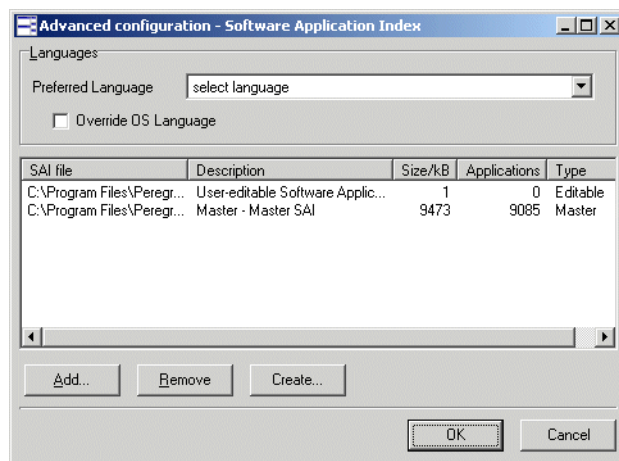 Advanced configuration - Software Application Index
Languages
Preferred Language select language
Override OS Language
SAI file Description Size/kB Applications Type
C:\Program Files\Peregr... User-editable Software Applic... 1 0 Editable
C:\Program Files\Peregr... Master - Master SAI 9473 9085 Master
Add... Remove Create...
OK Cancel